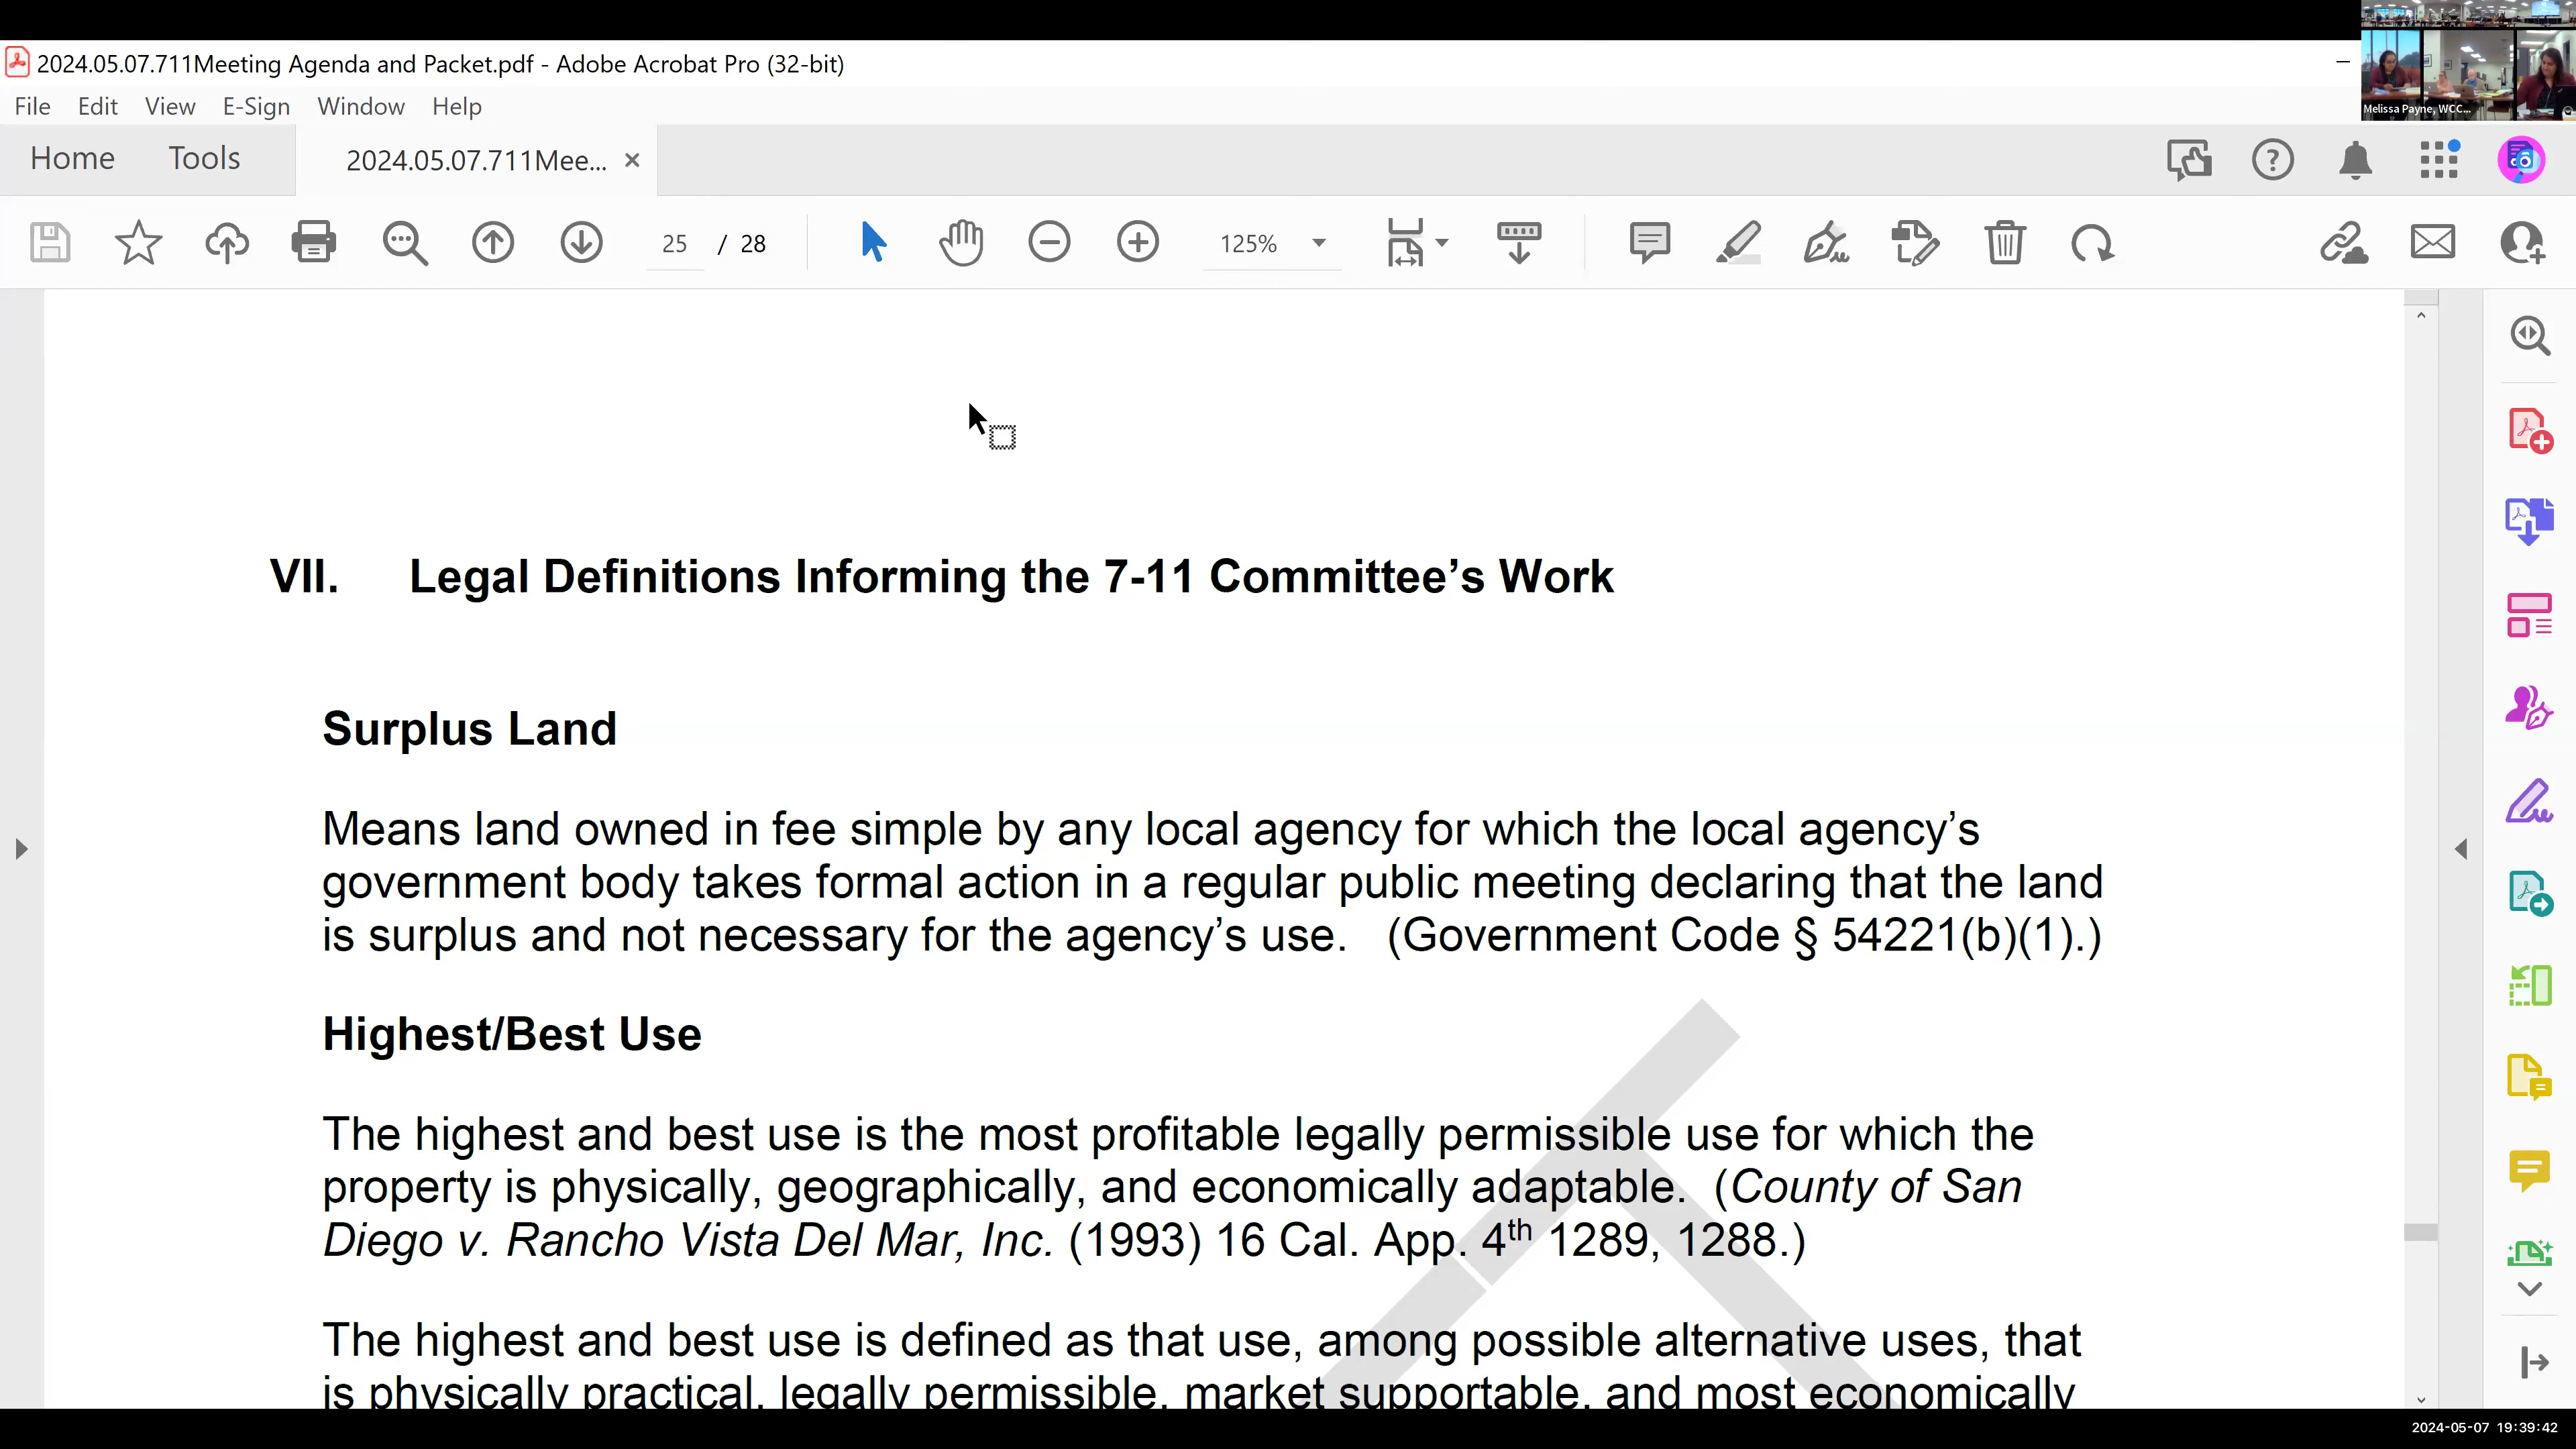 2024.05.07.711Meeting Agenda and Packet.pdf - Adobe Acrobat Pro (32-bit)
Melissa Payne, WCC...
File Edit View E-Sign Window Help
Home Tools 2024.05.07.711Mee... ×
25 / 28 125%
VII. Legal Definitions Informing the 7-11 Committee’s Work
Surplus Land
Means land owned in fee simple by any local agency for which the local agency’s
government body takes formal action in a regular public meeting declaring that the land
is surplus and not necessary for the agency’s use. (Government Code § 54221(b)(1).)
Highest/Best Use
The highest and best use is the most profitable legally permissible use for which the
property is physically, geographically, and economically adaptable. (County of San
Diego v. Rancho Vista Del Mar, Inc. (1993) 16 Cal. App. 4th 1289, 1288.)
The highest and best use is defined as that use, among possible alternative uses, that
is physically practical, legally permissible, market supportable, and most economically
2024-05-07 19:39:42